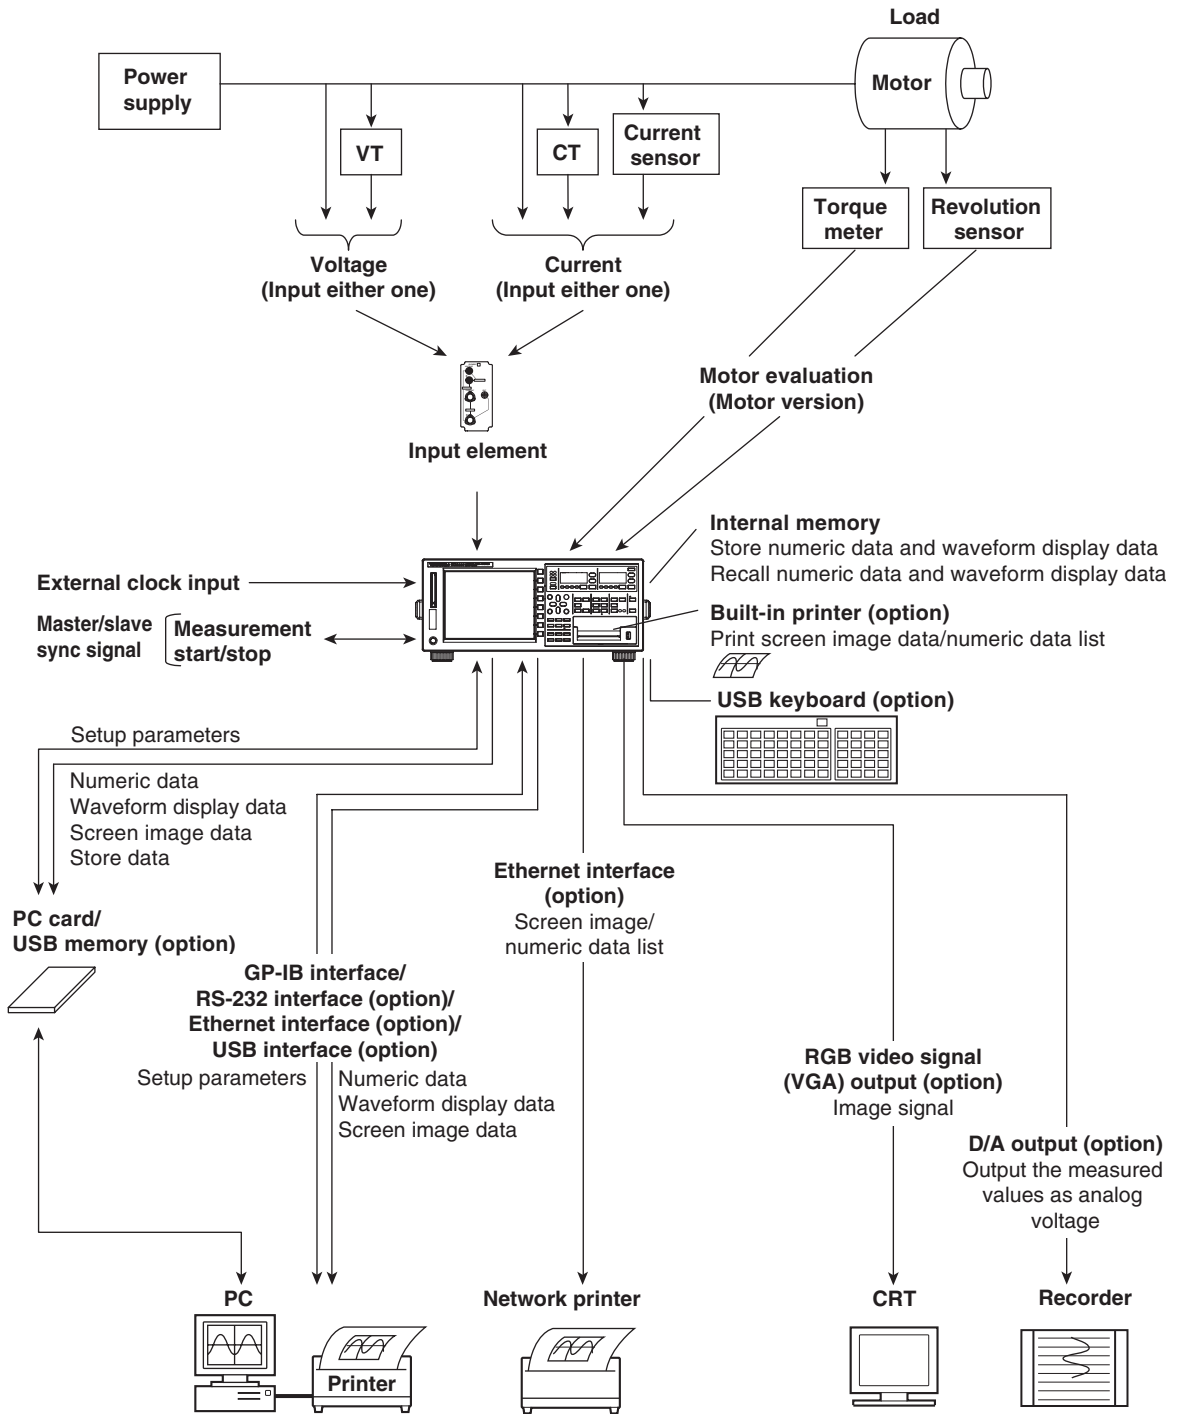 Load
Power
supply
Motor
VT
CT
Current
sensor
Torque
meter
Revolution
sensor
Voltage
(Input either one)
Current
(Input either one)
Motor evaluation
(Motor version)
Input element
Internal memory
Store numeric data and waveform display data
Recall numeric data and waveform display data
External clock input
Built-in printer (option)
Print screen image data/numeric data list
Master/slave
sync signal
Measurement
start/stop
USB keyboard (option)
Setup parameters
Numeric data
Waveform display data
Screen image data
Store data
Ethernet interface
(option)
Screen image/
numeric data list
PC card/
USB memory (option)
GP-IB interface/
RS-232 interface (option)/
Ethernet interface (option)/
USB interface (option)
Setup parameters
Numeric data
Waveform display data
Screen image data
RGB video signal
(VGA) output (option)
Image signal
D/A output (option)
Output the measured
values as analog
voltage
PC
Printer
Network printer
CRT
Recorder